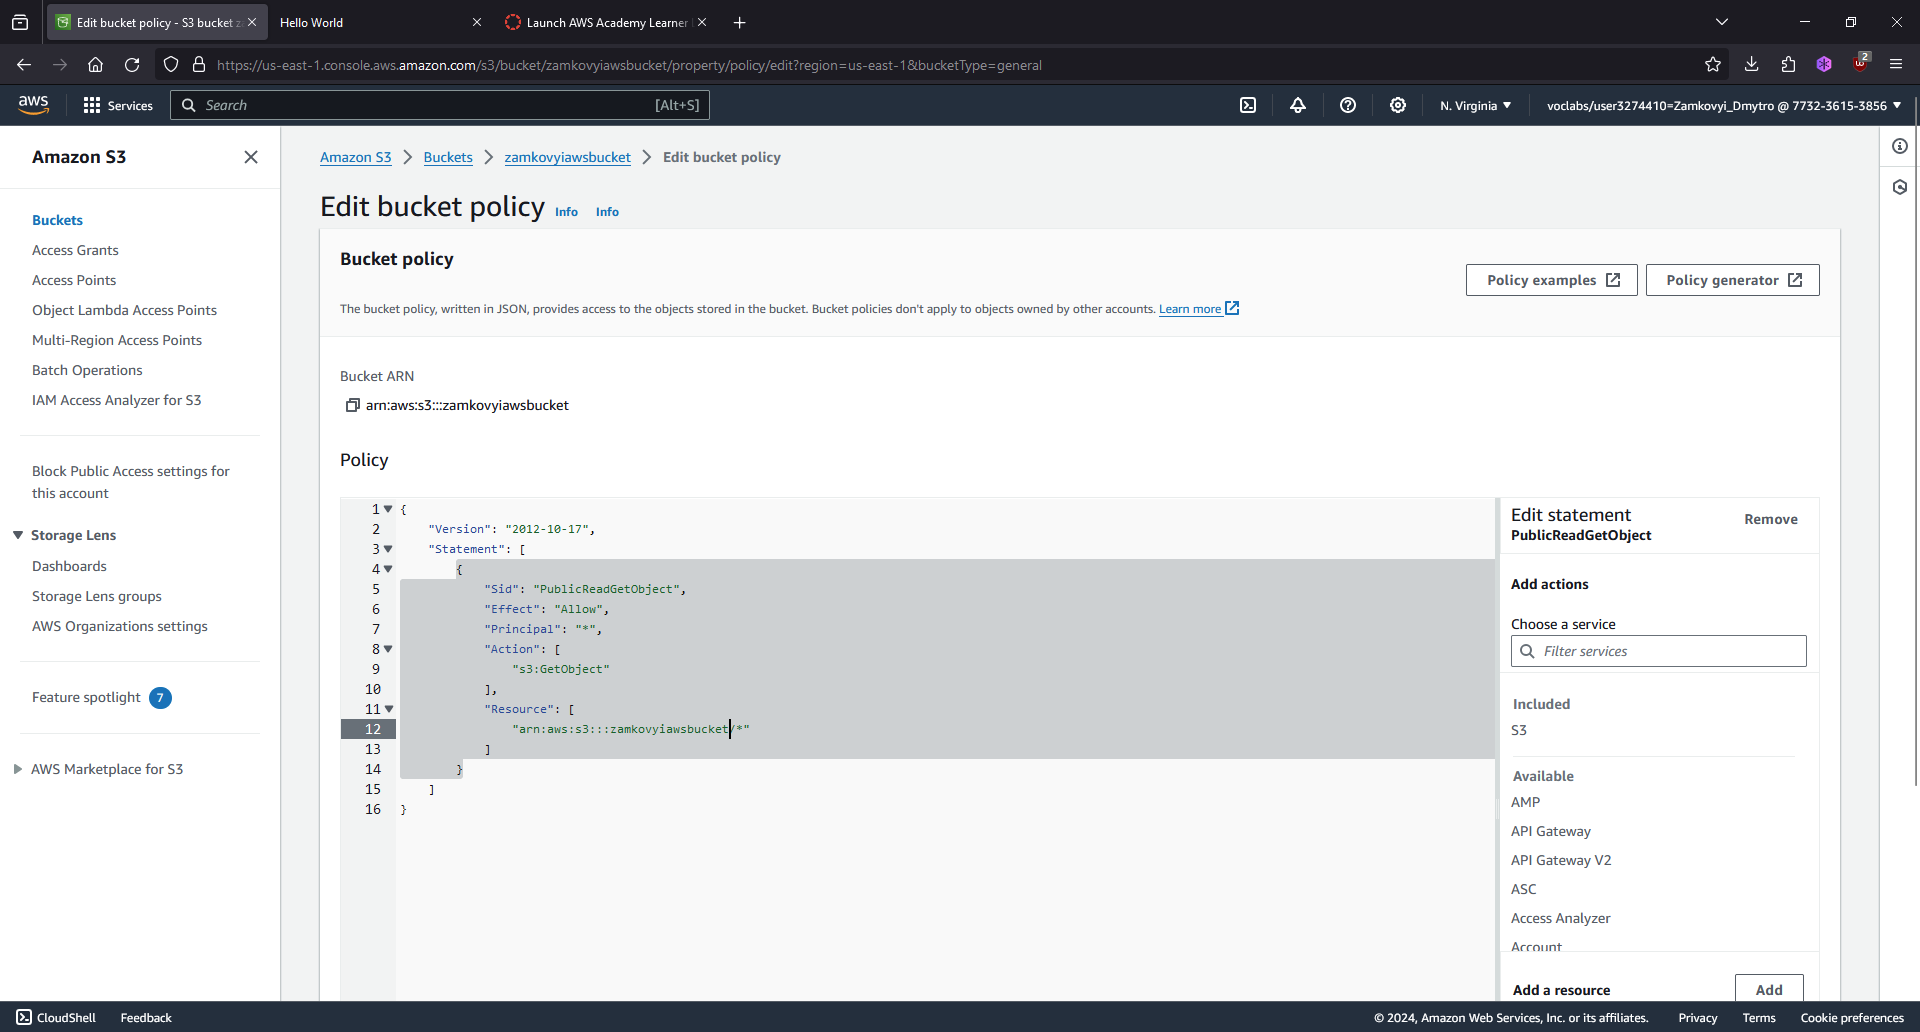 Edit bucket policy - S3 bucket z
Hello World
Launch AWS Academy Learner
https://us-east-1.console.aws.amazon.com/s3/bucket/zamkovyiawsbucket/property/policy/edit?region=us-east-1&bucketType=general
2
aws
Services
Search
[Alt+S]
N. Virginia
voclabs/user3274410=Zamkovyi_Dmytro @ 7732-3615-3856
Amazon S3
Buckets
Access Grants
Access Points
Object Lambda Access Points
Multi-Region Access Points
Batch Operations
IAM Access Analyzer for S3
Block Public Access settings for
this account
Storage Lens
Dashboards
Storage Lens groups
AWS Organizations settings
Feature spotlight 7
AWS Marketplace for S3
Amazon S3 > Buckets > zamkovyiawsbucket > Edit bucket policy
Edit bucket policy Info Info
Bucket policy
Policy examples
Policy generator
The bucket policy, written in JSON, provides access to the objects stored in the bucket. Bucket policies don't apply to objects owned by other accounts. Learn more
Bucket ARN
arn:aws:s3:::zamkovyiawsbucket
Policy
1 {
2 "Version": "2012-10-17",
3 "Statement": [
4 {
5 "Sid": "PublicReadGetObject",
6 "Effect": "Allow",
7 "Principal": "*",
8 "Action": [
9 "s3:GetObject"
10 ],
11 "Resource": [
12 "arn:aws:s3:::zamkovyiawsbucket/*"
13 ]
14 }
15 ]
16 }
Edit statement
PublicReadGetObject
Remove
Add actions
Choose a service
Filter services
Included
S3
Available
AMP
API Gateway
API Gateway V2
ASC
Access Analyzer
Account
Add a resource
Add
CloudShell
Feedback
© 2024, Amazon Web Services, Inc. or its affiliates.
Privacy
Terms
Cookie preferences